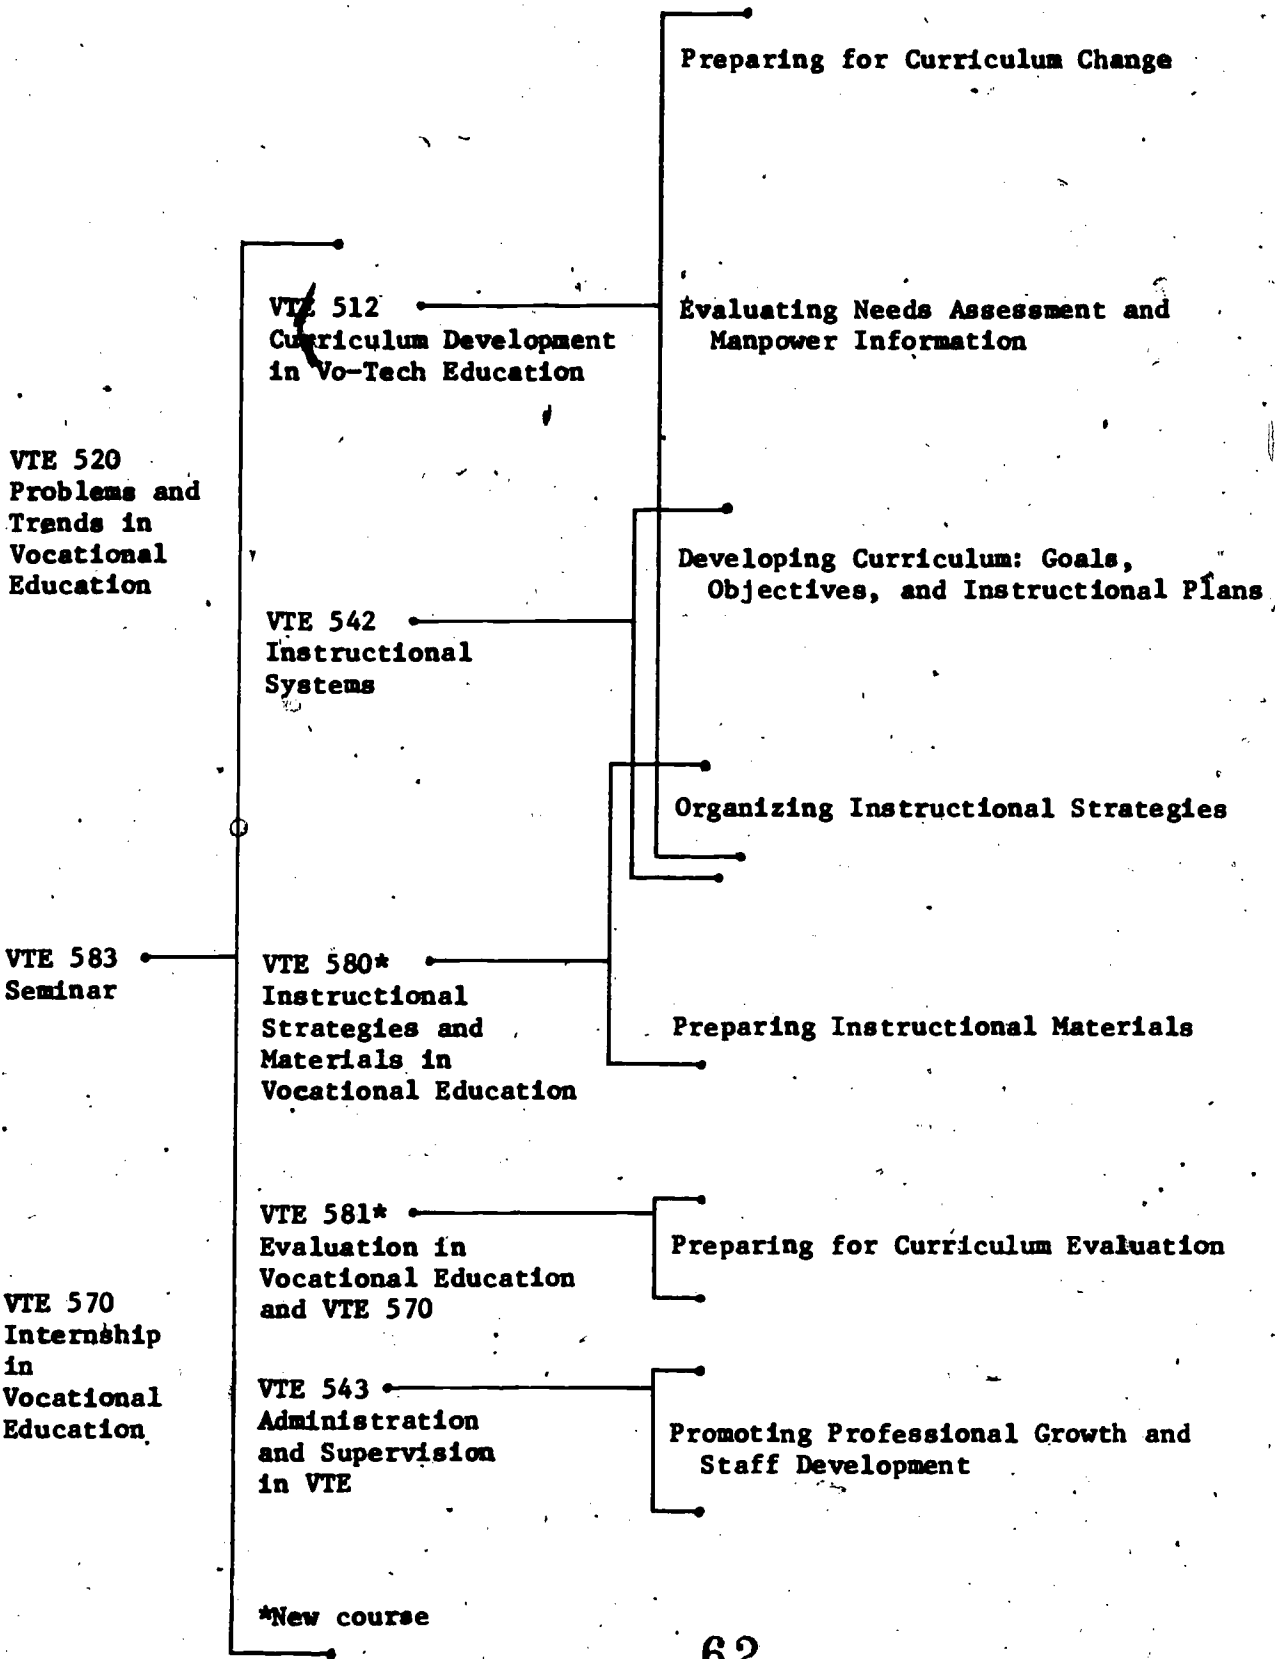 VTE 520
Problems and
Trends in
Vocational
Education
VTE 583
Seminar
VTE 570
Internship
in
Vocational
Education
VTE 512
Curriculum Development
in Vo-Tech Education
VTE 542
Instructional
Systems
VTE 580*
Instructional
Strategies and
Materials in
Vocational Education
VTE 581*
Evaluation in
Vocational Education
and VTE 570
VTE 543
Administration
and Supervision
in VTE
*New course
Preparing for Curriculum Change
Evaluating Needs Assessment and
Manpower Information
Developing Curriculum: Goals,
Objectives, and Instructional Plans
Organizing Instructional Strategies
Preparing Instructional Materials
Preparing for Curriculum Evaluation
Promoting Professional Growth and
Staff Development
62